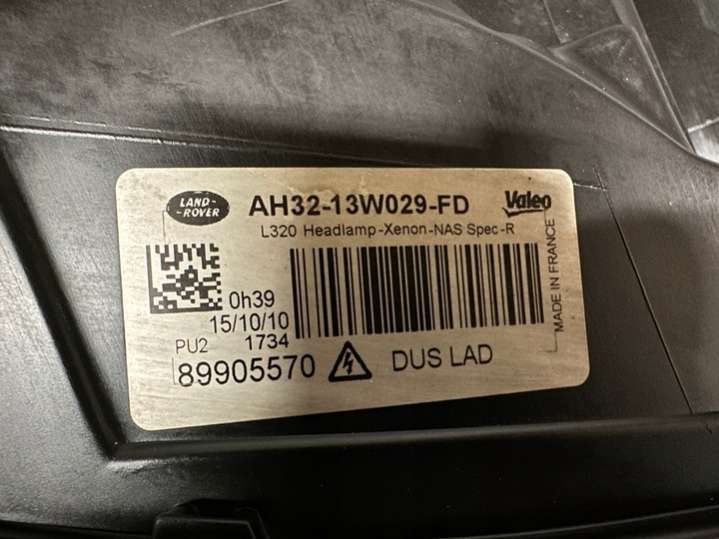 LAND-
-ROVER
AH32-13W029-FD
Valeo
L320 Headlamp-Xenon-NAS Spec-R
0h39
15/10/10
PU2 1734
89905570
DUS LAD
MADE IN FRANCE